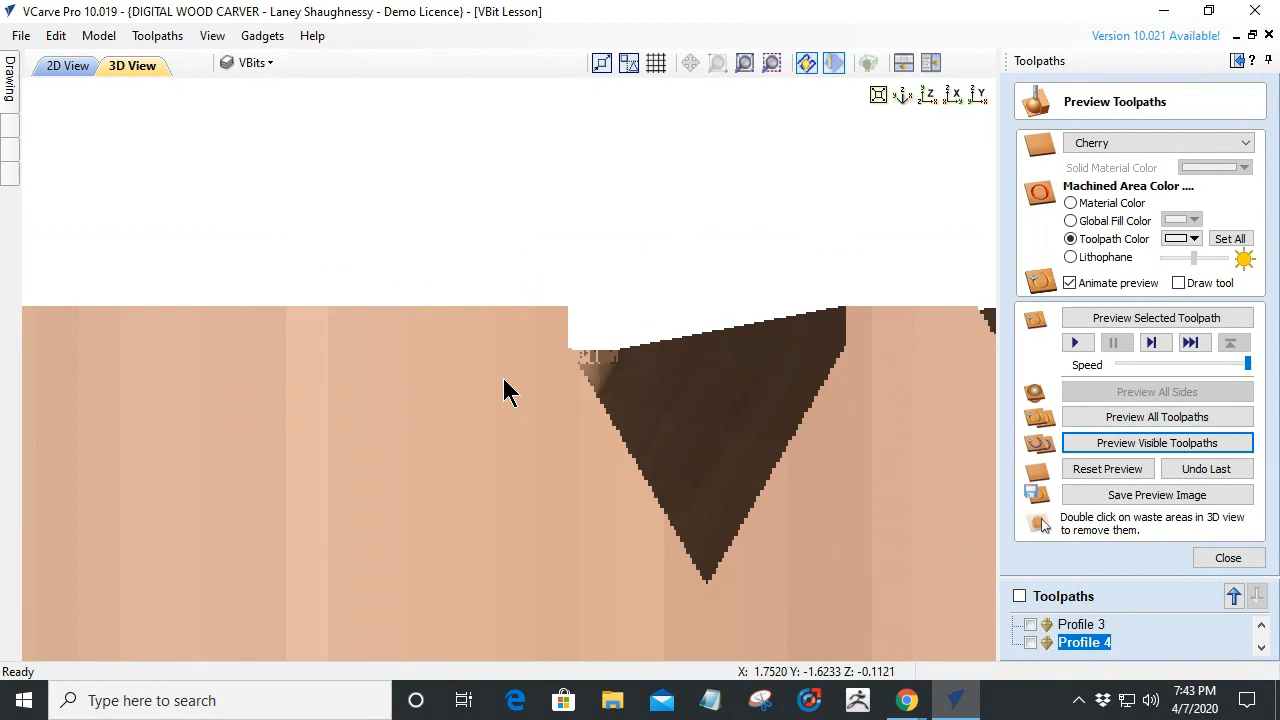 VCarve Pro 10.019 - {DIGITAL WOOD CARVER - Laney Shaughnessy - Demo Licence} - [VBit Lesson]
File Edit Model Toolpaths View Gadgets Help
Version 10.021 Available!
Drawing
2D View 3D View VBits
Toolpaths
Preview Toolpaths
Cherry
Solid Material Color
Machined Area Color ....
Material Color
Global Fill Color
Toolpath Color Set All
Lithophane
Animate preview Draw tool
Preview Selected Toolpath
Speed
Preview All Sides
Preview All Toolpaths
Preview Visible Toolpaths
Reset Preview Undo Last
Save Preview Image
Double click on waste areas in 3D view
to remove them.
Close
Toolpaths
Profile 3
Profile 4
Ready
X: 1.7520 Y: -1.6233 Z: -0.1121
Type here to search
7:43 PM
4/7/2020